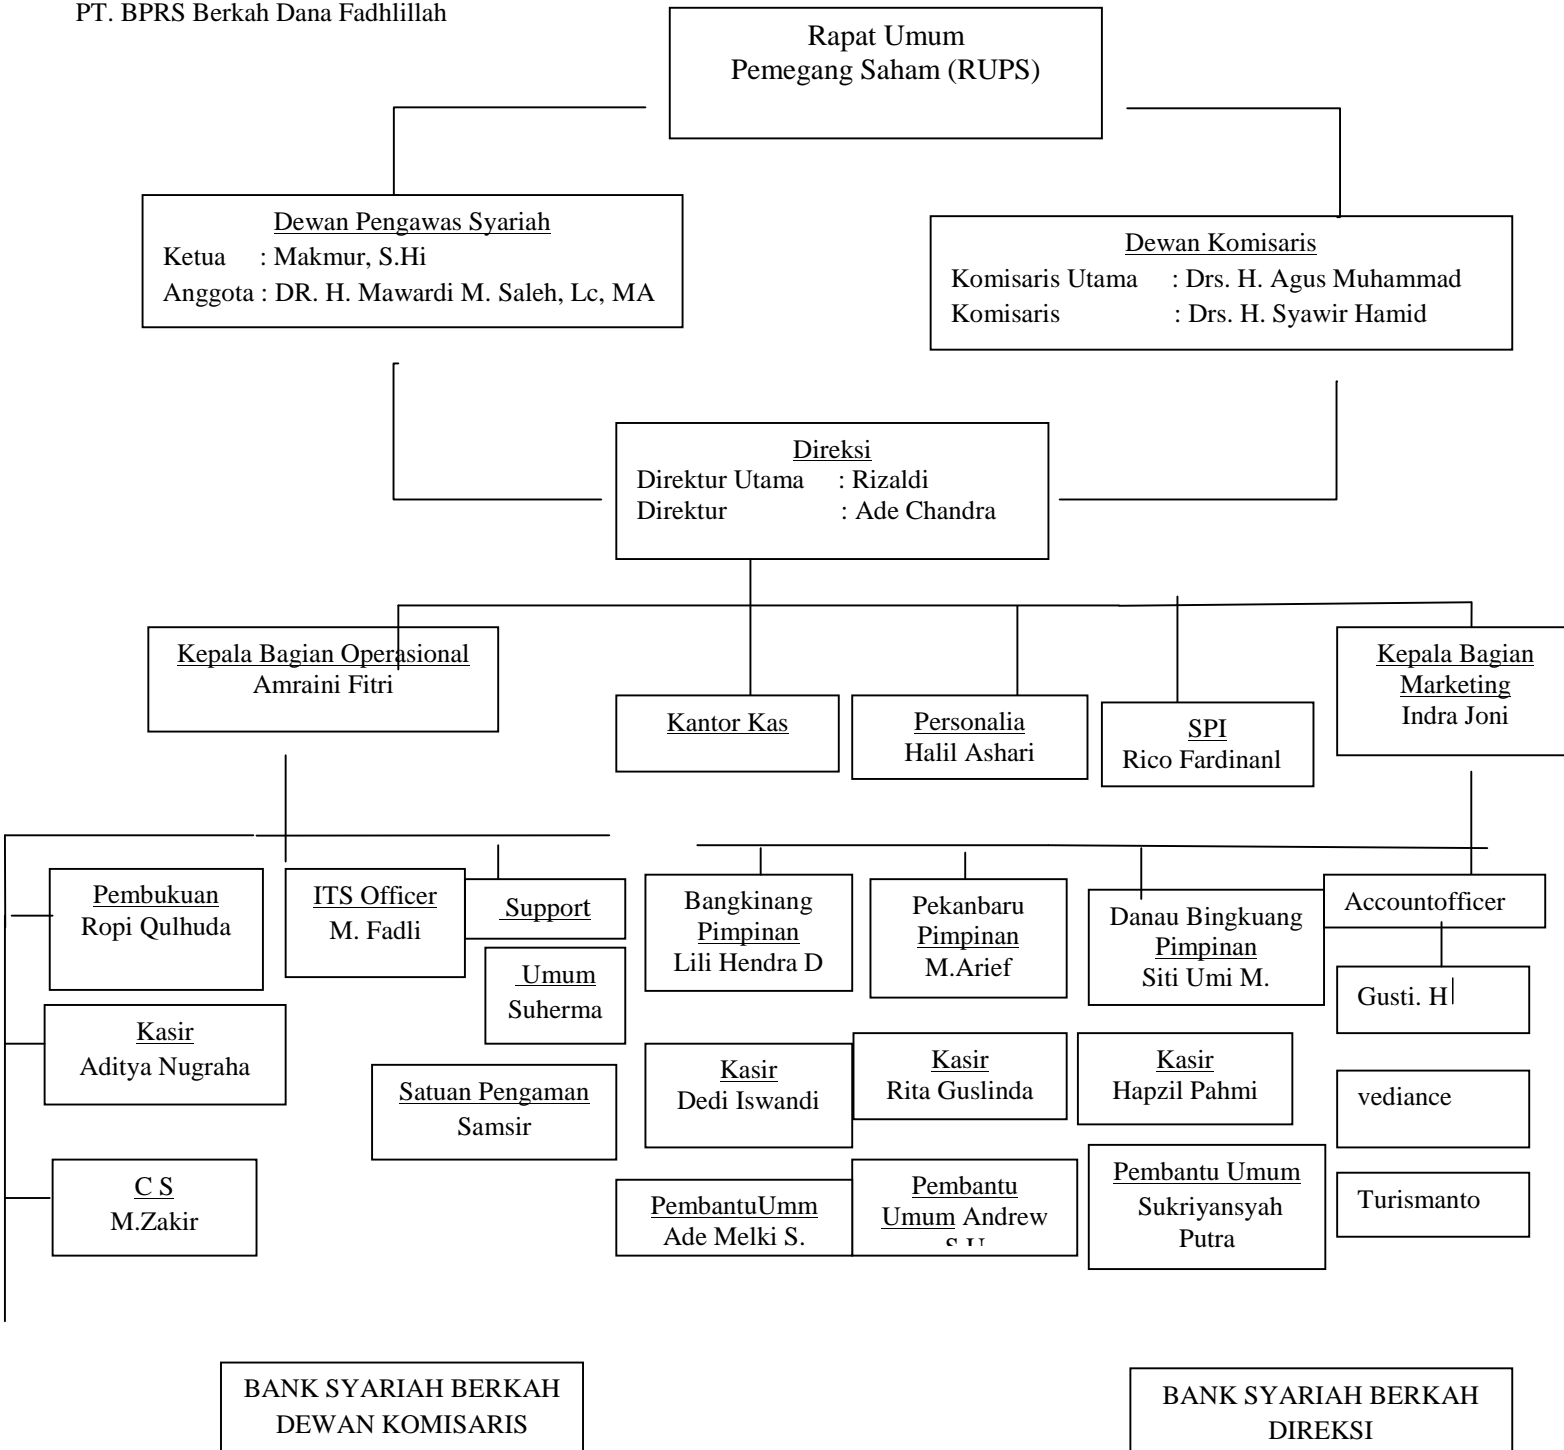 PT. BPRS Berkah Dana Fadhlillah
Rapat Umum
Pemegang Saham (RUPS)
Dewan Pengawas Syariah
Ketua : Makmur, S.Hi
Anggota : DR. H. Mawardi M. Saleh, Lc, MA
Dewan Komisaris
Komisaris Utama : Drs. H. Agus Muhammad
Komisaris : Drs. H. Syawir Hamid
Direksi
Direktur Utama : Rizaldi
Direktur : Ade Chandra
Kepala Bagian Operasional
Amraini Fitri
Kantor Kas
Personalia
Halil Ashari
SPI
Rico Fardinanl
Kepala Bagian
Marketing
Indra Joni
Pembukuan
Ropi Qulhuda
ITS Officer
M. Fadli
Support
Umum
Suherma
Bangkinang
Pimpinan
Lili Hendra D
Pekanbaru
Pimpinan
M.Arief
Danau Bingkuang
Pimpinan
Siti Umi M.
Accountofficer
Gusti. H
Kasir
Aditya Nugraha
Satuan Pengaman
Samsir
Kasir
Dedi Iswandi
Kasir
Rita Guslinda
Kasir
Hapzil Pahmi
vediance
C S
M.Zakir
PembantuUmm
Ade Melki S.
Pembantu
Umum Andrew
S.U
Pembantu Umum
Sukriyansyah
Putra
Turismanto
BANK SYARIAH BERKAH
DEWAN KOMISARIS
BANK SYARIAH BERKAH
DIREKSI